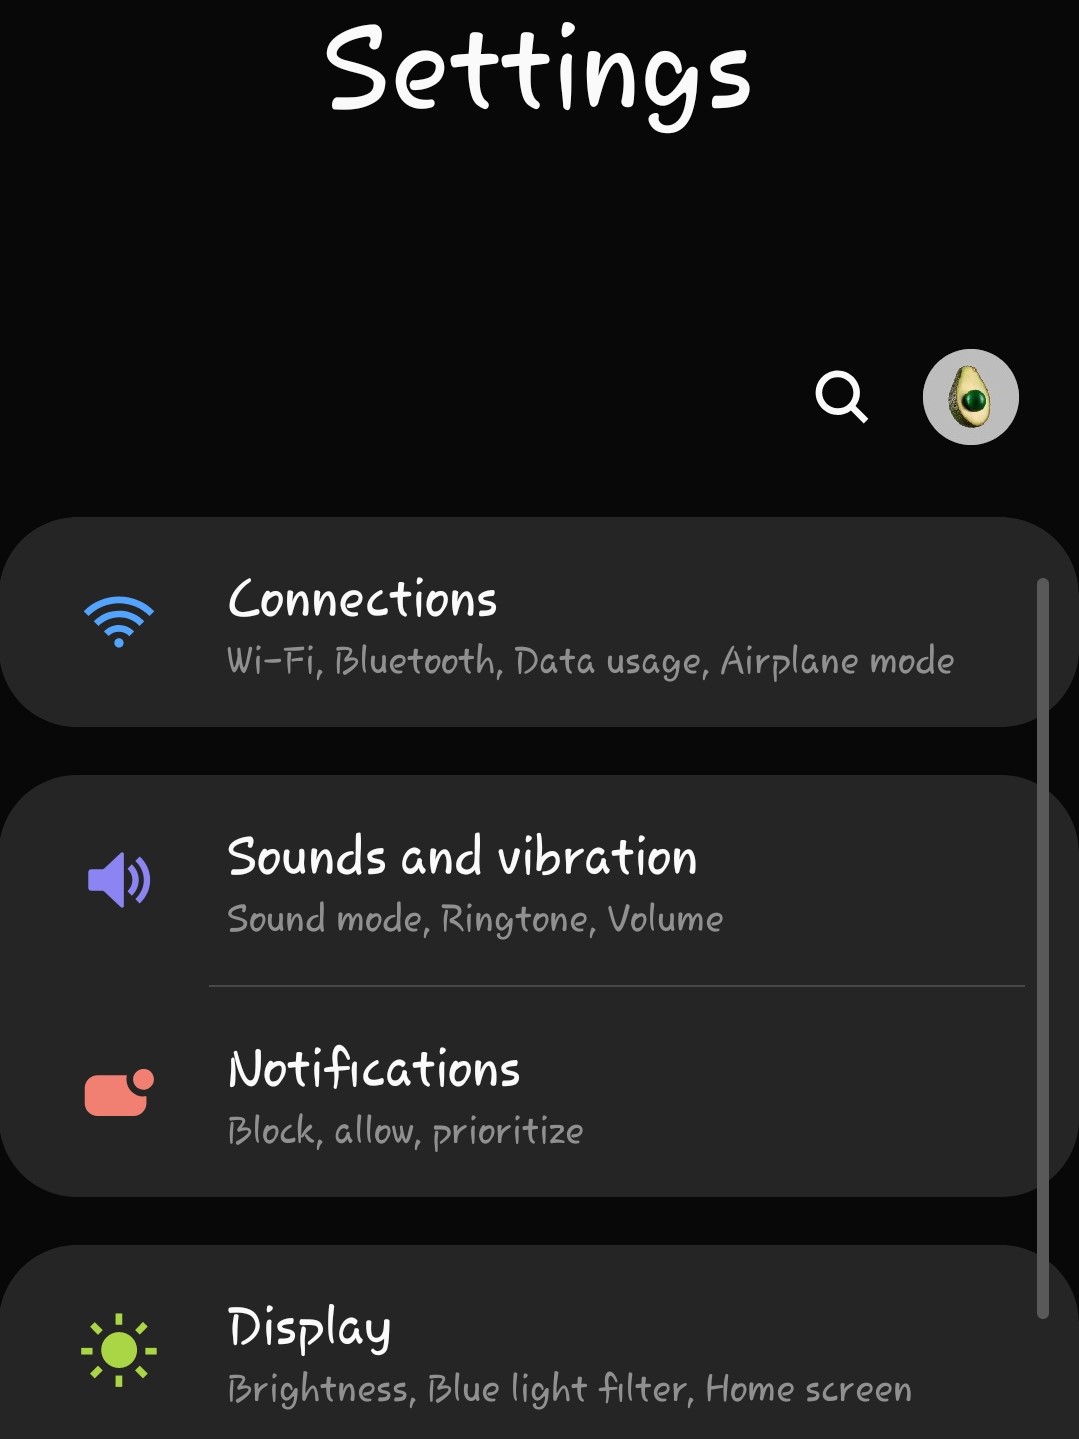 Settings
Connections
Wi-Fi, Bluetooth, Data usage, Airplane mode
Sounds and vibration
Sound mode, Ringtone, Volume
Notifications
Block, allow, prioritize
Display
Brightness, Blue light filter, Home screen